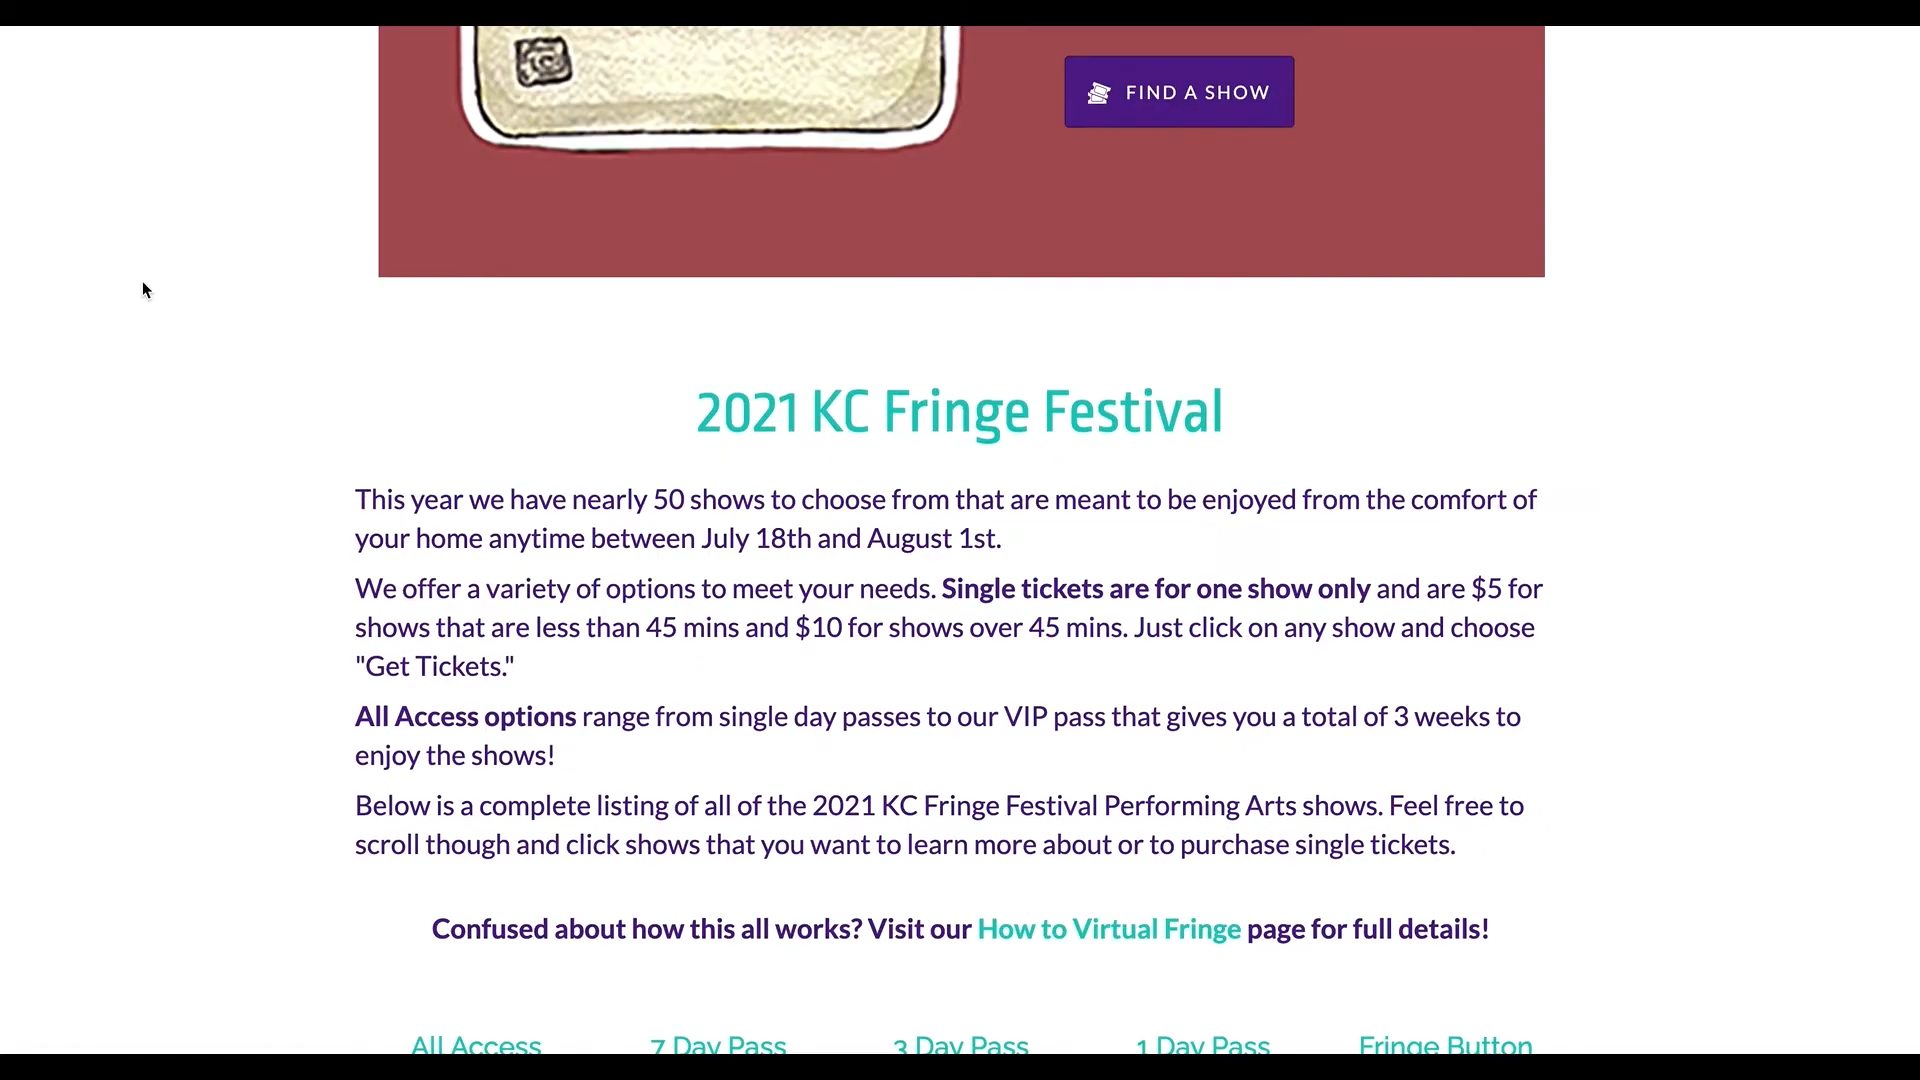 FIND A SHOW
2021 KC Fringe Festival
This year we have nearly 50 shows to choose from that are meant to be enjoyed from the comfort of
your home anytime between July 18th and August 1st.
We offer a variety of options to meet your needs. Single tickets are for one show only and are $5 for
shows that are less than 45 mins and $10 for shows over 45 mins. Just click on any show and choose
"Get Tickets."
All Access options range from single day passes to our VIP pass that gives you a total of 3 weeks to
enjoy the shows!
Below is a complete listing of all of the 2021 KC Fringe Festival Performing Arts shows. Feel free to
scroll though and click shows that you want to learn more about or to purchase single tickets.
Confused about how this all works? Visit our How to Virtual Fringe page for full details!
All Access 7 Day Pass 3 Day Pass 1 Day Pass Fringe Button